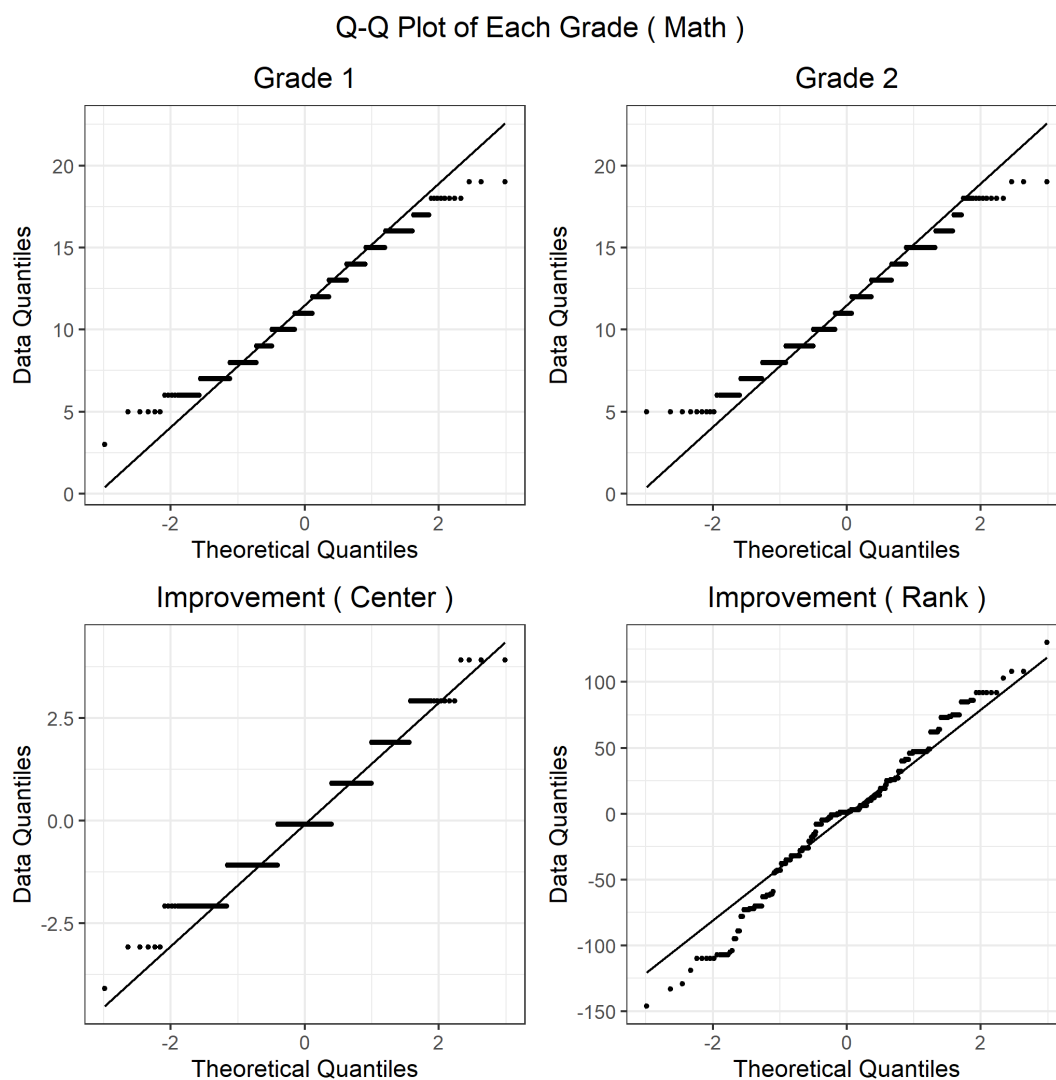 Q-Q Plot of Each Grade ( Math )
Grade 1
20
15
10
5
0
-2 0 2
Data Quantiles
Theoretical Quantiles
Grade 2
20
15
10
5
0
-2 0 2
Data Quantiles
Theoretical Quantiles
Improvement ( Center )
2.5
0.0
-2.5
-2 0 2
Data Quantiles
Theoretical Quantiles
Improvement ( Rank )
100
50
0
-50
-100
-150
-2 0 2
Data Quantiles
Theoretical Quantiles